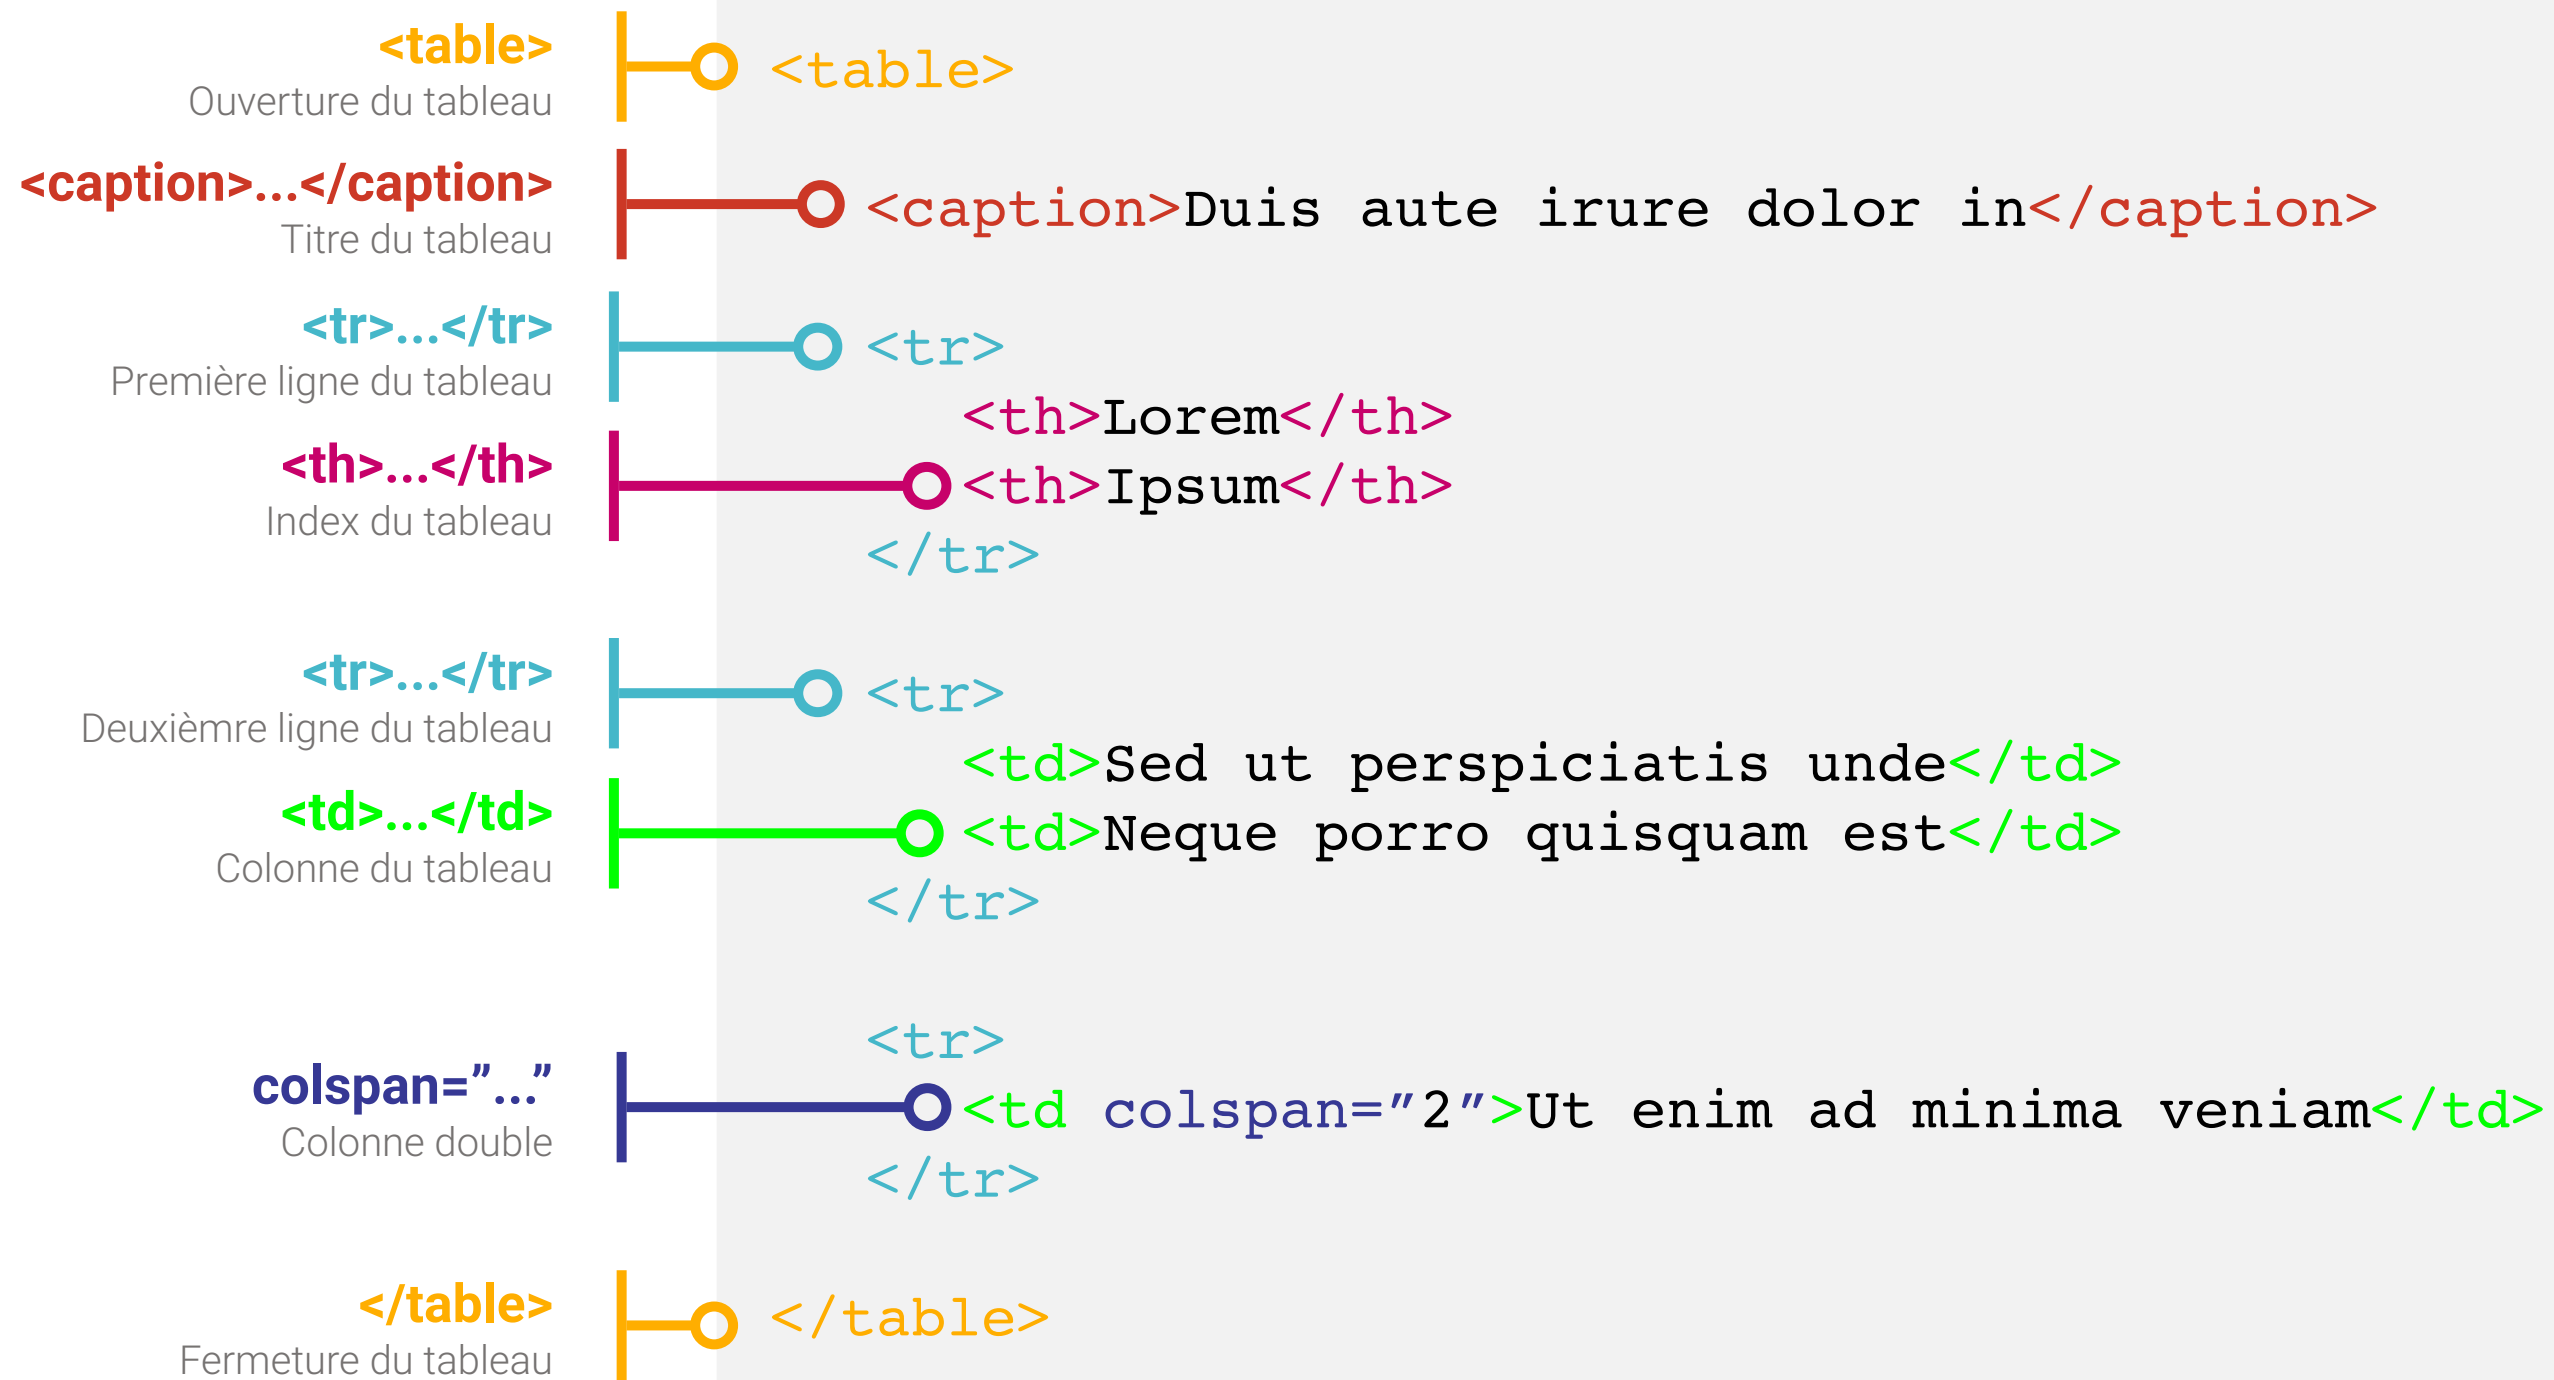 <table>
Ouverture du tableau
<table>
<caption>...</caption>
Titre du tableau
<caption>Duis aute irure dolor in</caption>
<tr>...</tr>
Première ligne du tableau
<tr>
<th>Lorem</th>
<th>...</th>
Index du tableau
<th>Ipsum</th>
</tr>
<tr>...</tr>
Deuxièmre ligne du tableau
<tr>
<td>Sed ut perspiciatis unde</td>
<td>...</td>
Colonne du tableau
<td>Neque porro quisquam est</td>
</tr>
<tr>
colspan=”...”
Colonne double
<td colspan=”2”>Ut enim ad minima veniam</td>
</tr>
</table>
Fermeture du tableau
</table>